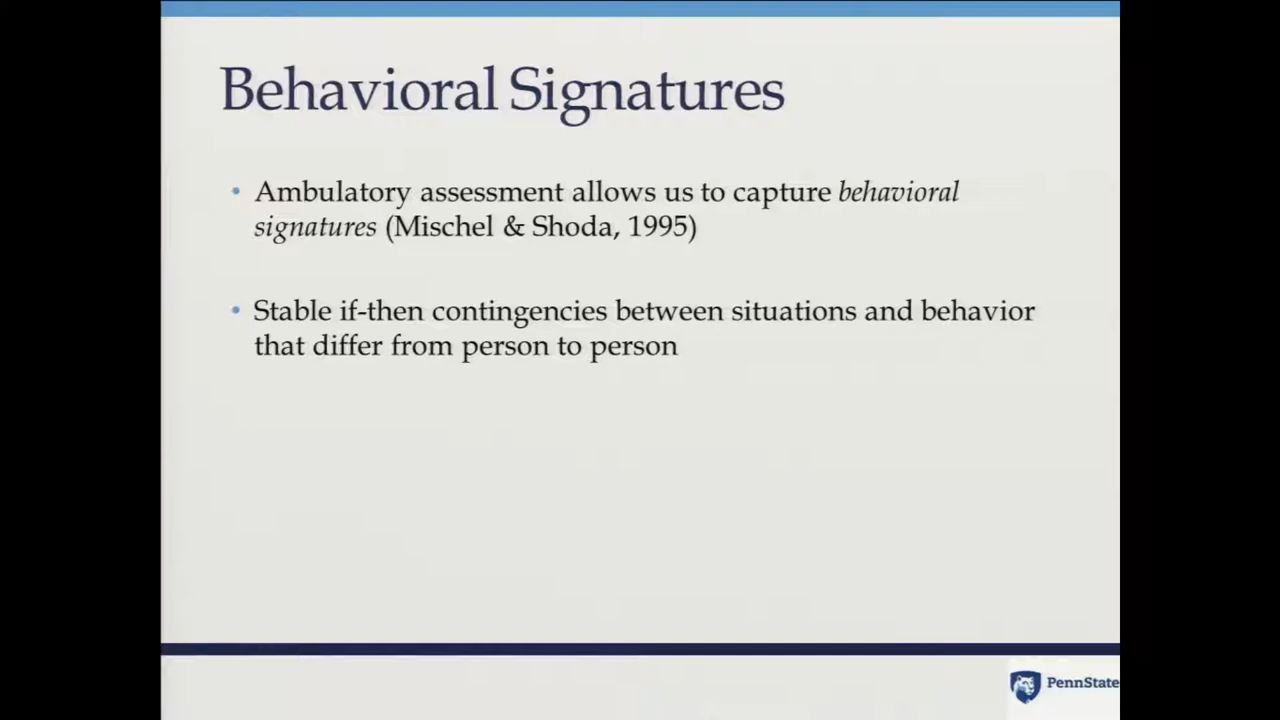 Behavioral Signatures
• Ambulatory assessment allows us to capture behavioral
signatures (Mischel & Shoda, 1995)
• Stable if-then contingencies between situations and behavior
that differ from person to person
PennState